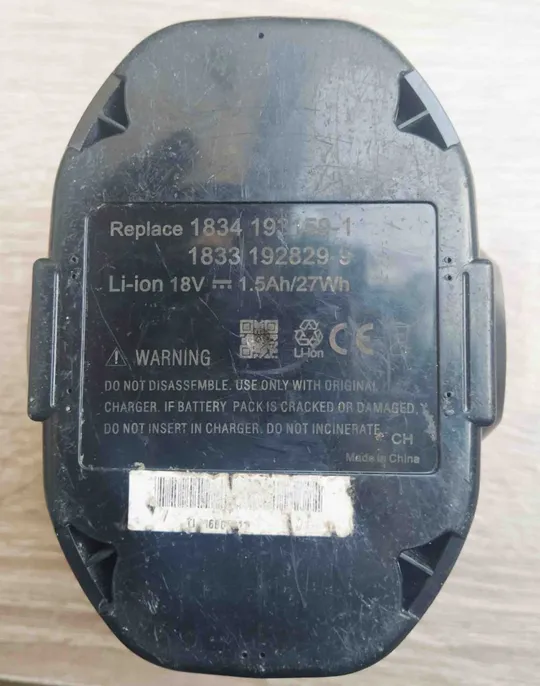 Replace 1834
1833 192829-9
Li-ion 18V ⎓ 1.5Ah/27Wh
Li-ion CE
⚠ WARNING
DO NOT DISASSEMBLE. USE ONLY WITH ORIGINAL
CHARGER. IF BATTERY PACK IS CRACKED OR DAMAGED,
DO NOT INSERT IN CHARGER. DO NOT INCINERATE.
CH
Made in China